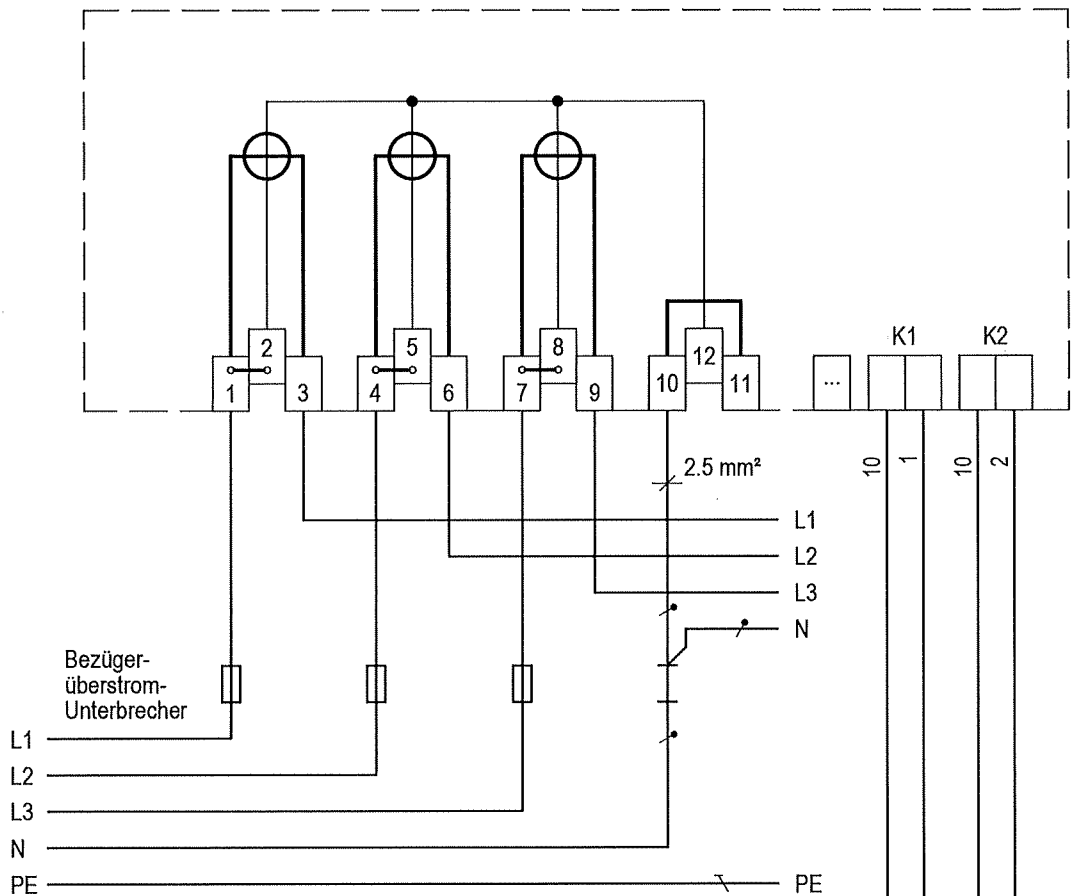 K1 K2
2 5 8 12 ...
1 3 4 6 7 9 10 11
10 1 10 2
2.5 mm²
L1
L2
L3
N
Bezüger-
überstrom-
Unterbrecher
L1
L2
L3
N
PE PE